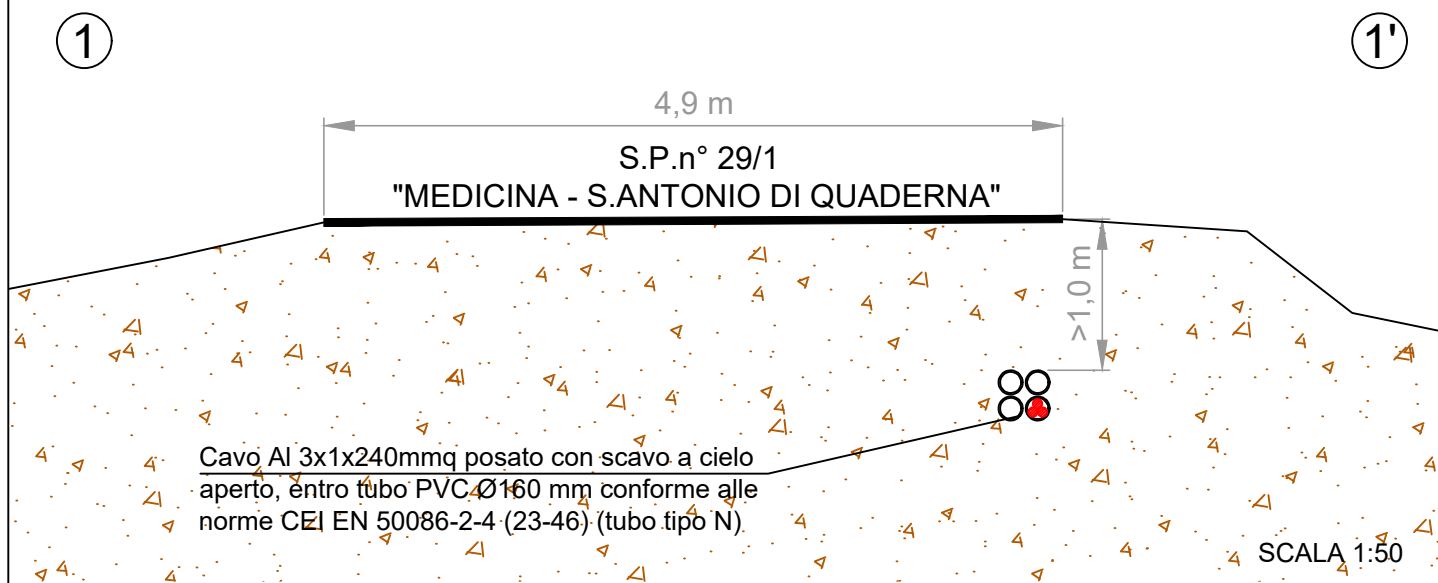 1
1'
4,9 m
S.P.n° 29/1
"MEDICINA - S.ANTONIO DI QUADERNA"
>1,0 m
Cavo Al 3x1x240mmq posato con scavo a cielo
aperto, entro tubo PVC Ø160 mm conforme alle
norme CEI EN 50086-2-4 (23-46) (tubo tipo N)
SCALA 1:50